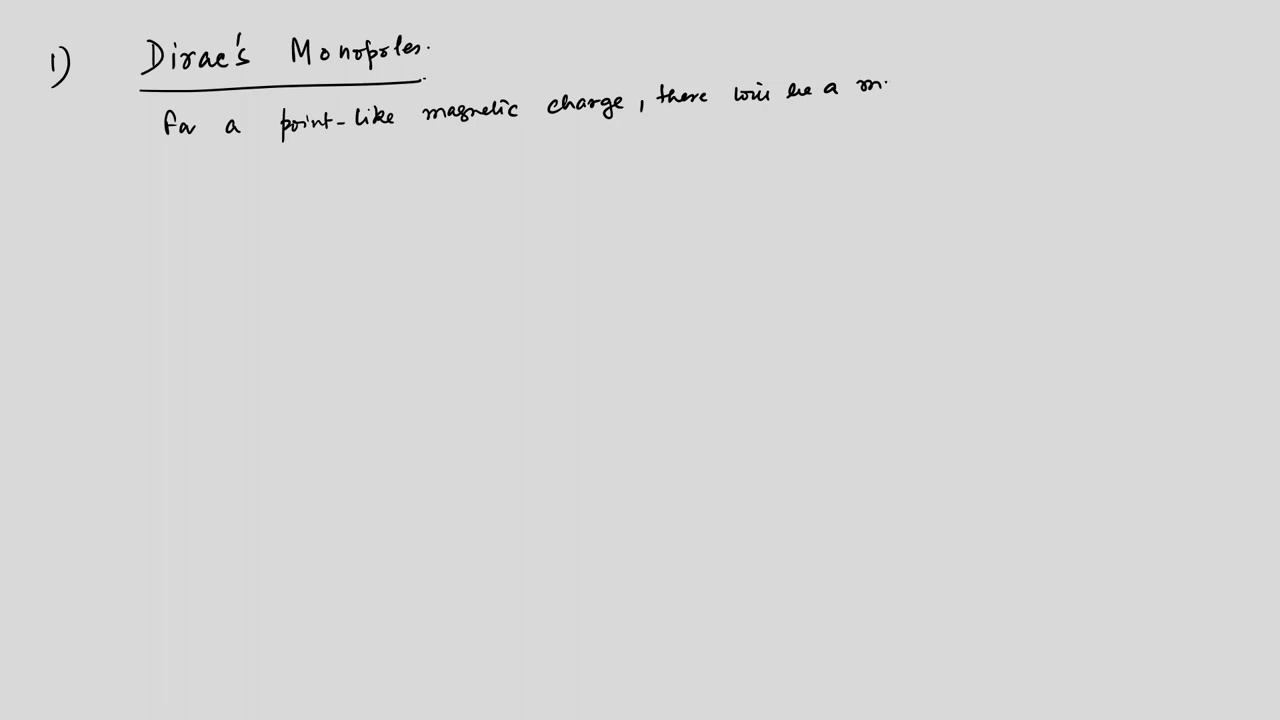 1) Dirac's Monopoles.
For a point-like magnetic charge, there will be a m.